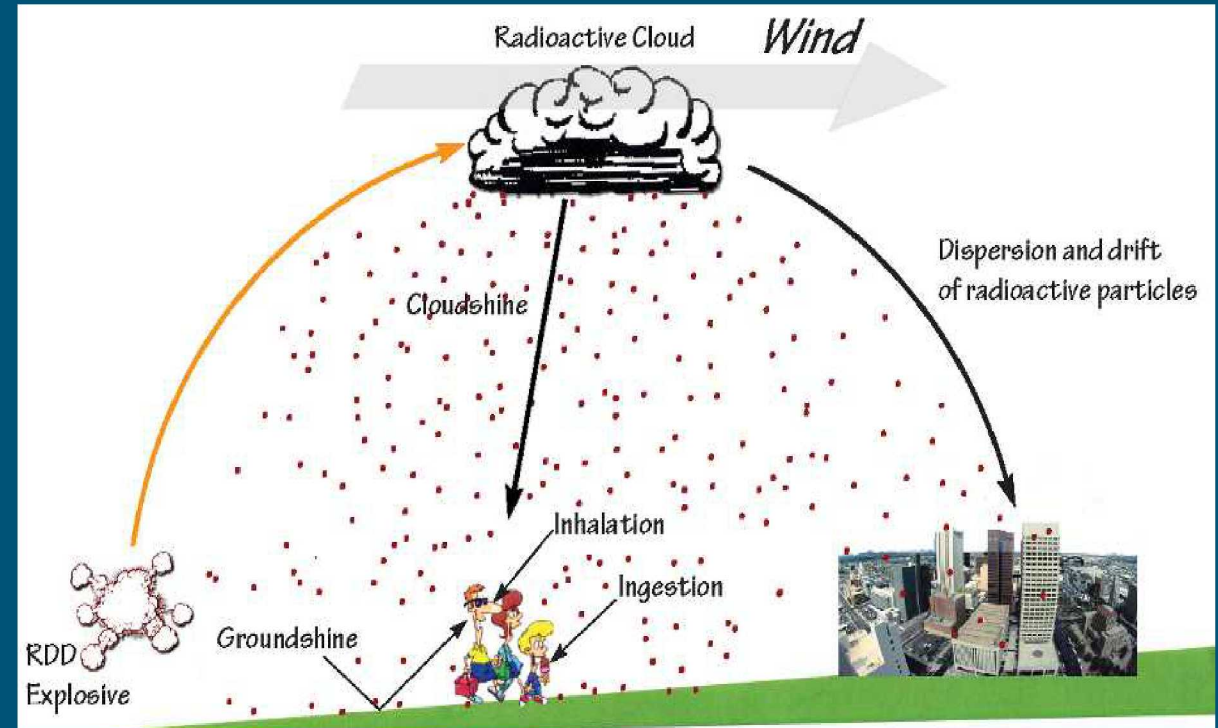 Radioactive Cloud
Wind
Dispersion and drift
of radioactive particles
Cloudshine
Inhalation
Ingestion
Groundshine
RDD
Explosive